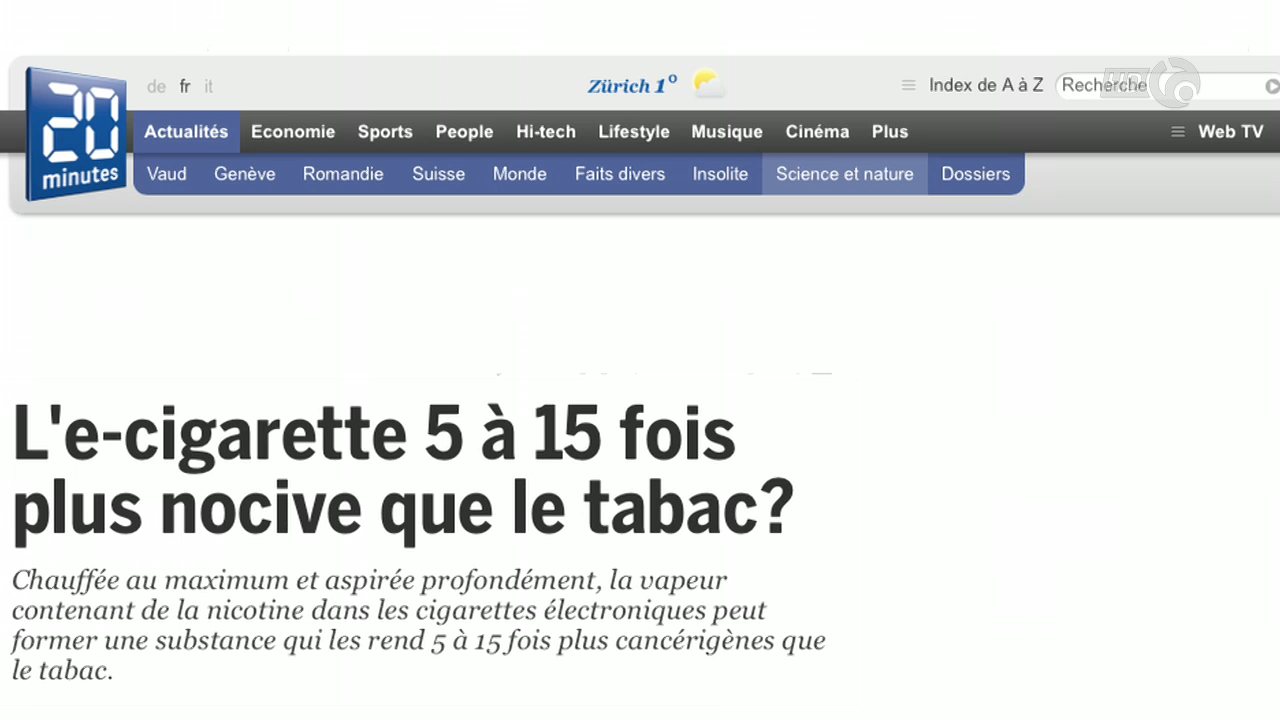 de fr it
Zürich 1°
Index de A à Z
Recherche
20
minutes
Actualités Economie Sports People Hi-tech Lifestyle Musique Cinéma Plus
Web TV
Vaud Genève Romandie Suisse Monde Faits divers Insolite Science et nature Dossiers
L'e-cigarette 5 à 15 fois
plus nocive que le tabac?
Chauffée au maximum et aspirée profondément, la vapeur
contenant de la nicotine dans les cigarettes électroniques peut
former une substance qui les rend 5 à 15 fois plus cancérigènes que
le tabac.